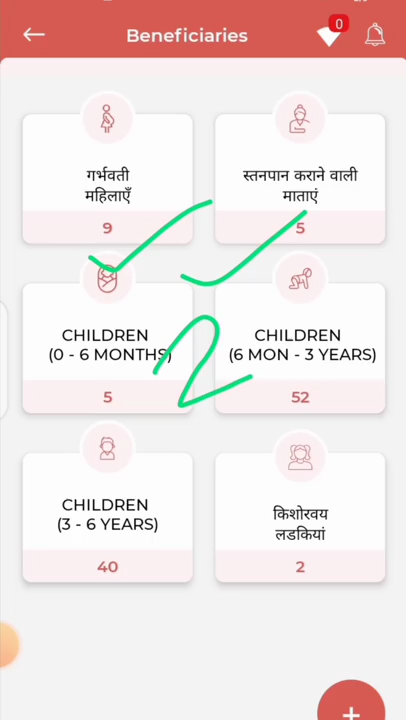 Beneficiaries
0
गर्भवती
महिलाएँ
9
स्तनपान कराने वाली
माताएं
5
CHILDREN
(0 - 6 MONTHS)
5
CHILDREN
(6 MON - 3 YEARS)
52
2
CHILDREN
(3 - 6 YEARS)
40
किशोरवय
लडकियां
2
+